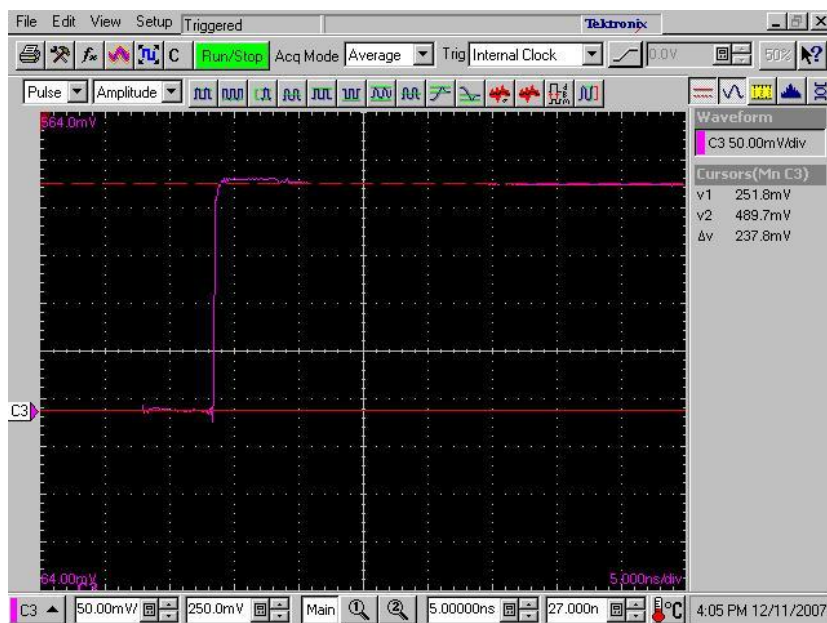 File Edit View Setup Triggered Tektronix
Run/Stop Acq Mode Average Trig Internal Clock 0.0V 50%
Pulse Amplitude
564.0mV
Waveform
C3 50.00mV/div
Cursors(Mn C3)
v1 251.8mV
v2 489.7mV
Δv 237.8mV
C3
64.00mV
5.000ns/div
C3 50.00mV/ 250.0mV Main 5.00000ns 27.000n °C 4:05 PM 12/11/2007